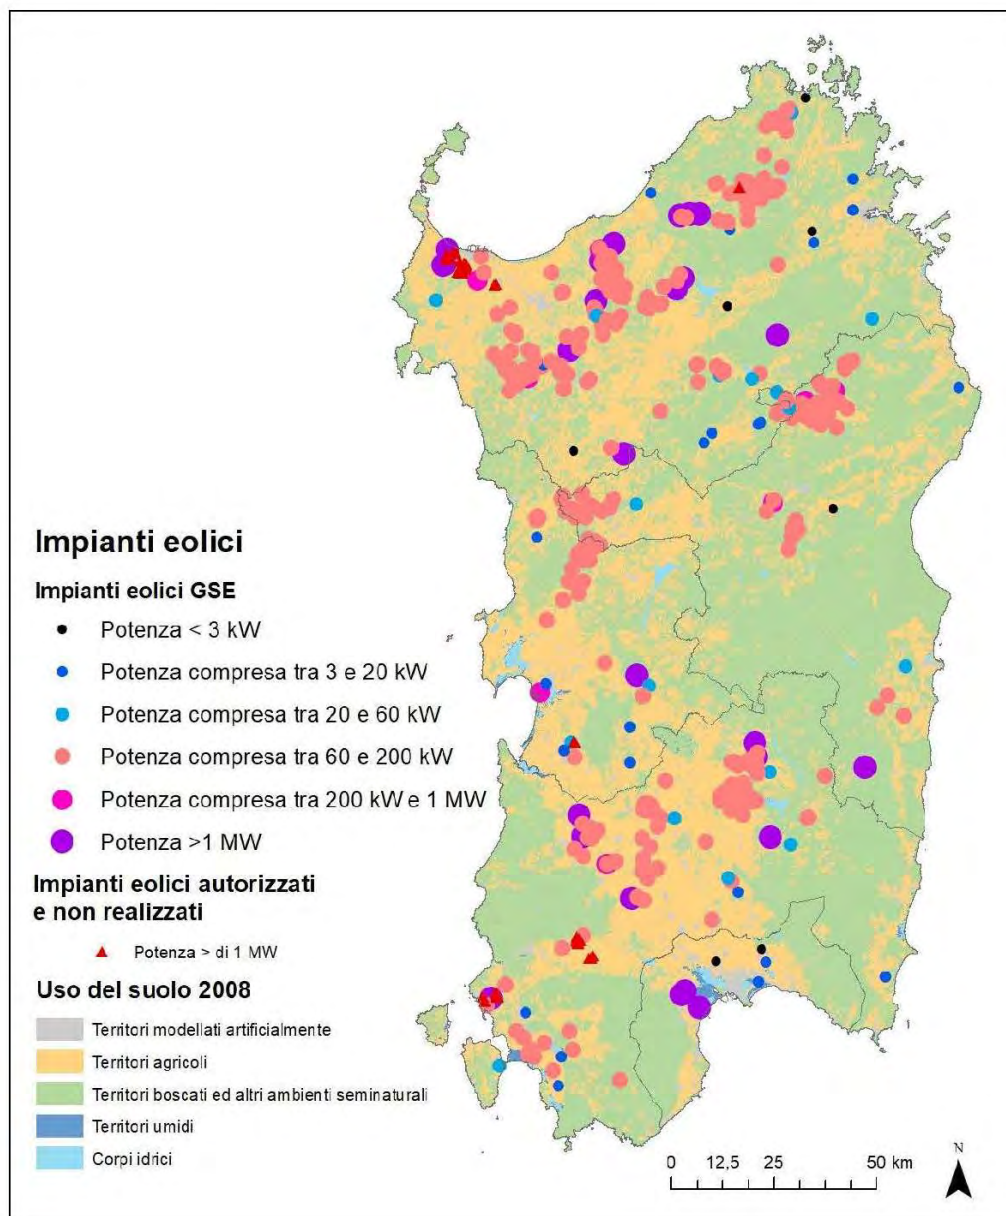 Impianti eolici
Impianti eolici GSE
Potenza < 3 kW
Potenza compresa tra 3 e 20 kW
Potenza compresa tra 20 e 60 kW
Potenza compresa tra 60 e 200 kW
Potenza compresa tra 200 kW e 1 MW
Potenza >1 MW
Impianti eolici autorizzati
e non realizzati
Potenza > di 1 MW
Uso del suolo 2008
Territori modellati artificialmente
Territori agricoli
Territori boscati ed altri ambienti seminaturali
Territori umidi
Corpi idrici
1
0 12,5 25 50 km
N